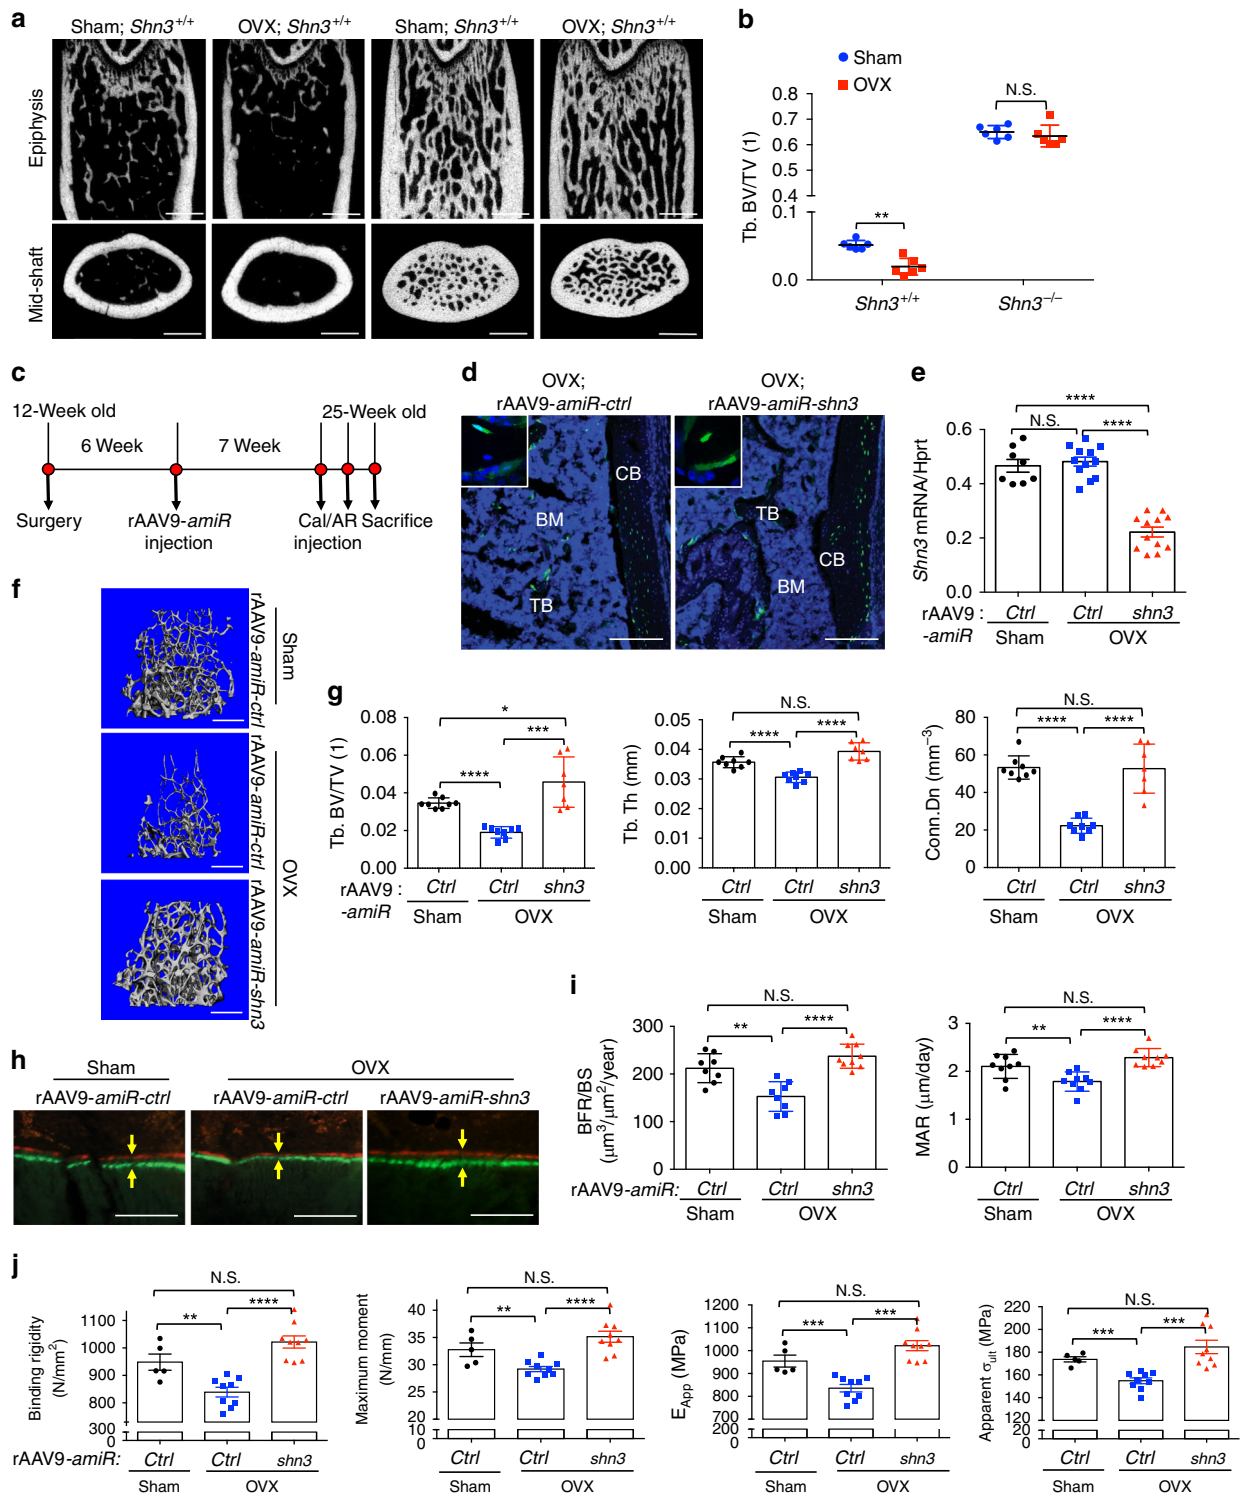 a
Sham; Shn3+/+
OVX; Shn3+/+
Sham; Shn3+/+
OVX; Shn3+/+
Epiphysis
Mid-shaft
b
Sham
OVX
Tb. BV/TV (1)
0.8
0.7
0.6
0.5
0.4
0.1
0.0
**
N.S.
Shn3+/+
Shn3−/−
c
12-Week old
25-Week old
6 Week
7 Week
Surgery
rAAV9-amiR
injection
Cal/AR
injection
Sacrifice
d
OVX;
rAAV9-amiR-ctrl
OVX;
rAAV9-amiR-shn3
CB
BM
TB
TB
CB
BM
e
Shn3 mRNA/Hprt
0.6
0.4
0.2
0.0
****
N.S.
****
rAAV9 :
-amiR
Ctrl
Ctrl
shn3
Sham
OVX
f
rAAV9-amiR-ctrl
Sham
rAAV9-amiR-ctrl
rAAV9-amiR-shn3
OVX
g
Tb. BV/TV (1)
0.08
0.06
0.04
0.02
0.00
*
***
****
rAAV9 :
-amiR
Ctrl
Ctrl
shn3
Sham
OVX
Tb. Th (mm)
0.05
0.04
0.03
0.02
0.01
0.00
N.S.
****
****
Ctrl
Ctrl
shn3
Sham
OVX
Conn.Dn (mm−3)
80
60
40
20
0
N.S.
****
****
Ctrl
Ctrl
shn3
Sham
OVX
h
Sham
OVX
rAAV9-amiR-ctrl
rAAV9-amiR-ctrl
rAAV9-amiR-shn3
i
BFR/BS
(μm3/μm2/year)
300
200
100
0
N.S.
**
****
rAAV9-amiR:
Ctrl
Ctrl
shn3
Sham
OVX
MAR (μm/day)
3
2
1
0
N.S.
**
****
Ctrl
Ctrl
shn3
Sham
OVX
j
Binding rigidity
(N/mm2)
1100
1000
900
800
300
0
N.S.
**
****
rAAV9-amiR:
Ctrl
Ctrl
shn3
Sham
OVX
Maximum moment
(N/mm)
40
35
30
25
20
10
0
N.S.
**
****
Ctrl
Ctrl
shn3
Sham
OVX
EApp (MPa)
1200
1100
1000
900
800
700
200
0
N.S.
***
***
Ctrl
Ctrl
shn3
Sham
OVX
Apparent σult (MPa)
220
200
180
160
140
120
10
0
N.S.
***
***
Ctrl
Ctrl
shn3
Sham
OVX